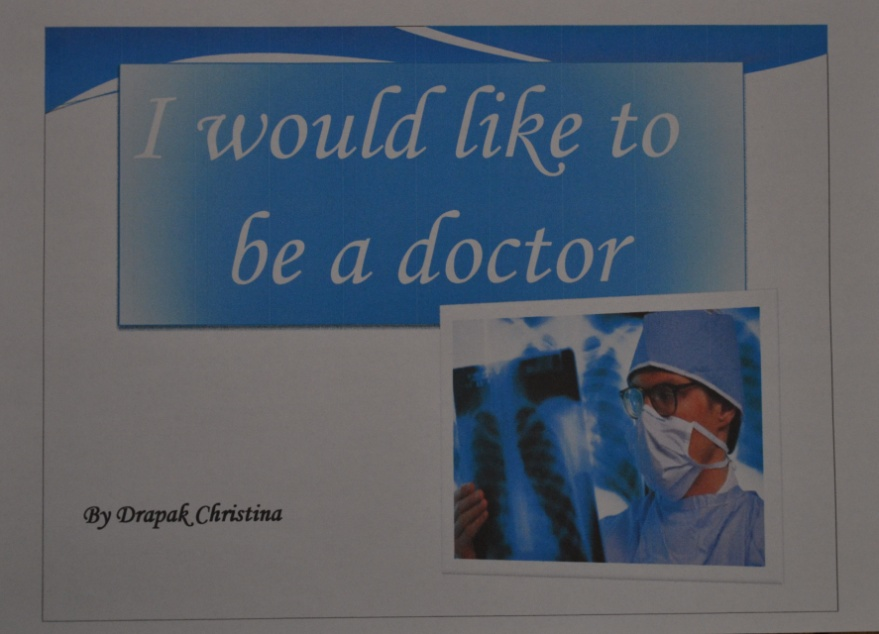 I would like to
be a doctor
By Drapak Christina